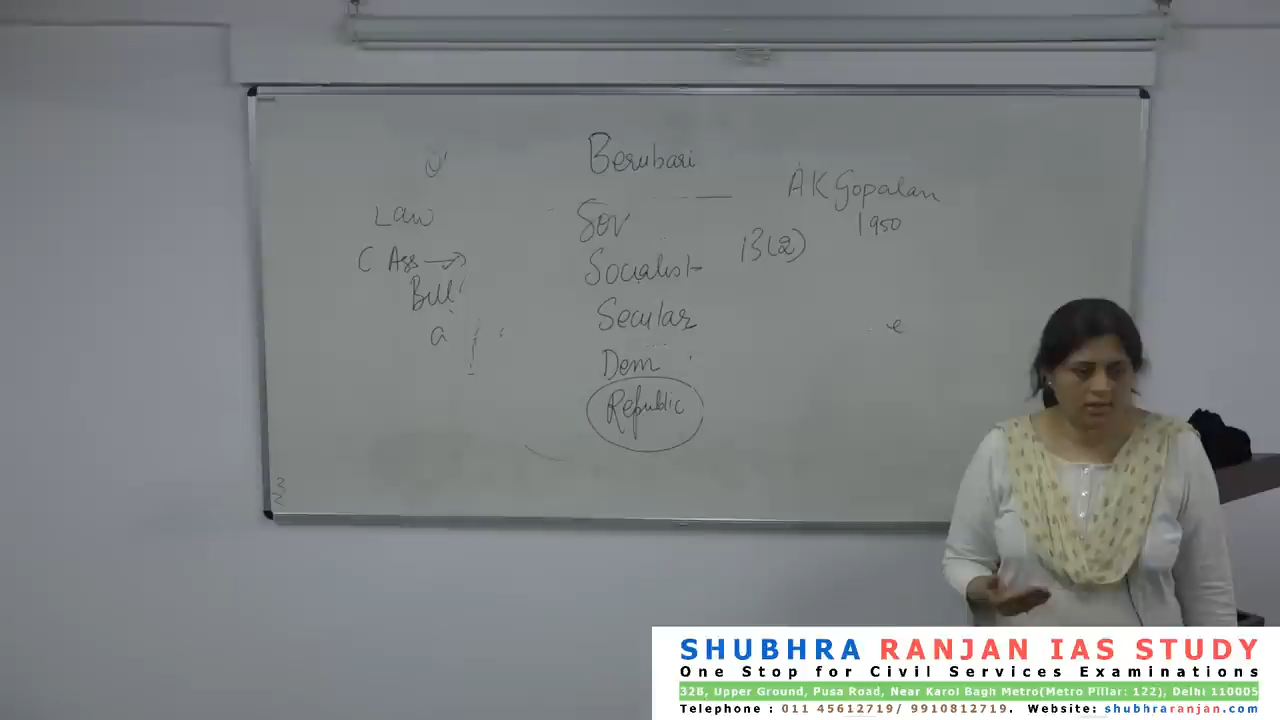 Berubari
AK Gopalan
1950
Law
Sov
13(2)
C Ass →
Socialist
Bill
Secular
a
e
Dem
Republic
SHUBHRA RANJAN IAS STUDY
One Stop for Civil Services Examinations
32B, Upper Ground, Pusa Road, Near Karol Bagh Metro(Metro Pillar: 122), Delhi 110005
Telephone : 011 45612719/ 9910812719. Website: shubhraranjan.com